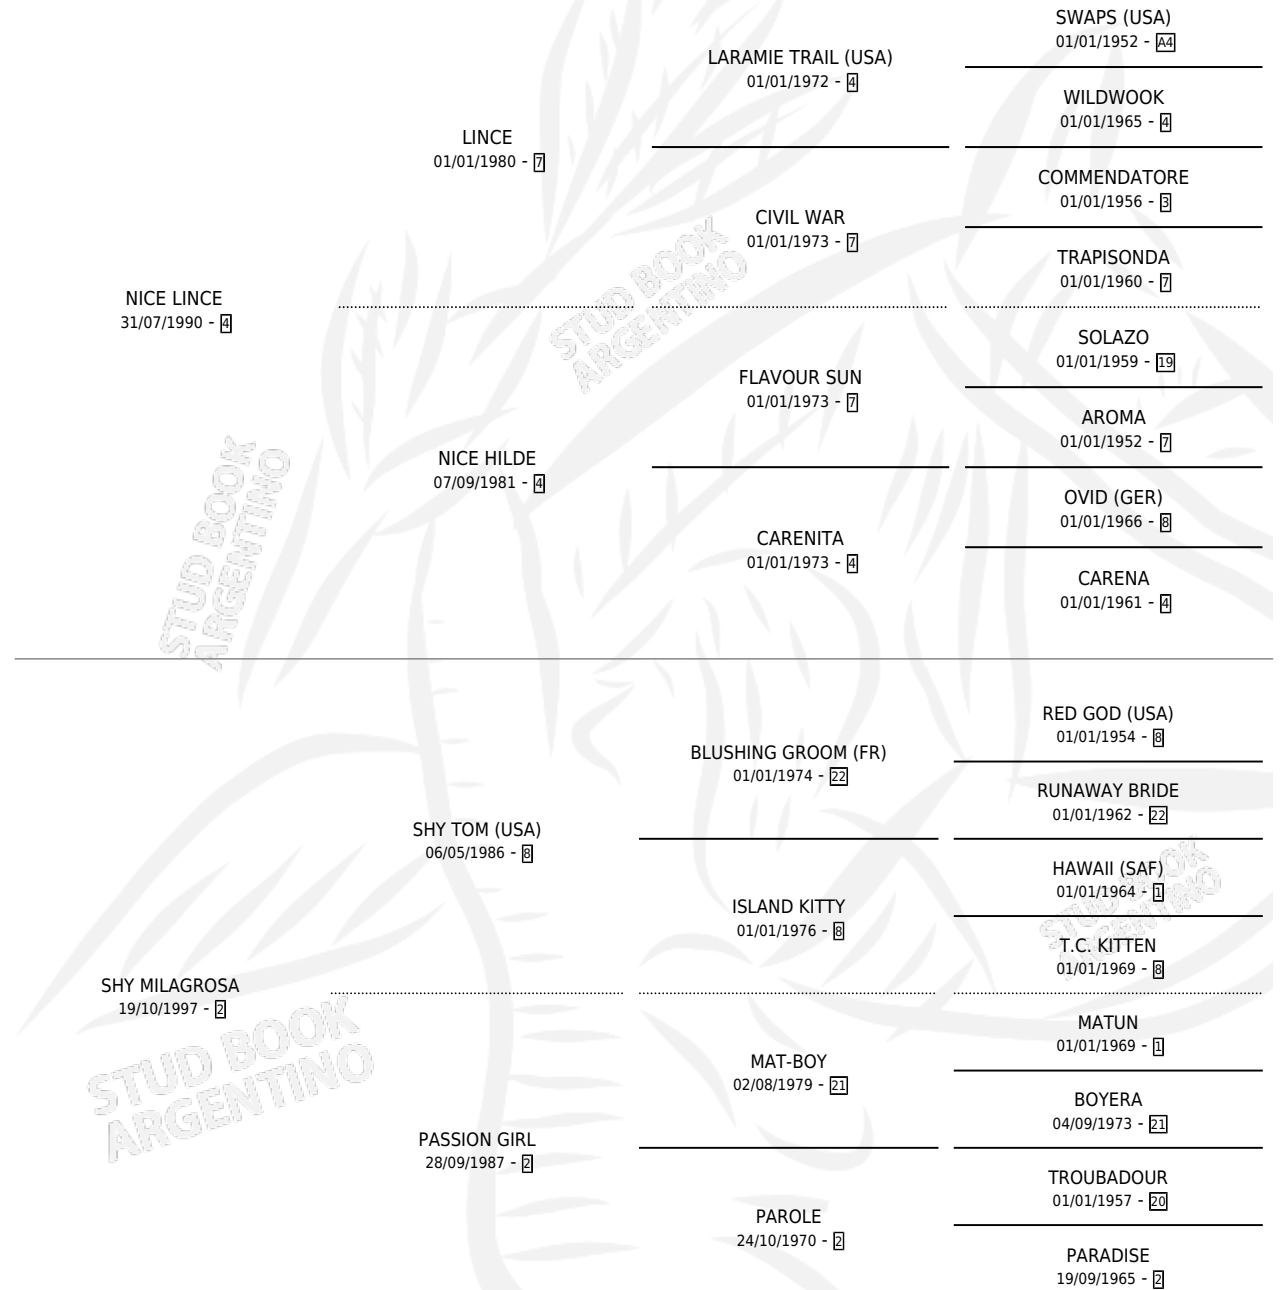 SWAPS (USA)
01/01/1952 - A4
LARAMIE TRAIL (USA)
01/01/1972 - 4
WILDWOOK
01/01/1965 - 4
LINCE
01/01/1980 - 7
COMMENDATORE
01/01/1956 - 3
CIVIL WAR
01/01/1973 - 7
TRAPISONDA
01/01/1960 - 7
NICE LINCE
31/07/1990 - 4
STUD BOOK
ARGENTINO
SOLAZO
01/01/1959 - 19
FLAVOUR SUN
01/01/1973 - 7
AROMA
01/01/1952 - 7
NICE HILDE
07/09/1981 - 4
OVID (GER)
01/01/1966 - 8
CARENITA
01/01/1973 - 4
CARENA
01/01/1961 - 4
STUD BOOK
ARGENTINO
RED GOD (USA)
01/01/1954 - 8
BLUSHING GROOM (FR)
01/01/1974 - 22
RUNAWAY BRIDE
01/01/1962 - 22
SHY TOM (USA)
06/05/1986 - 8
HAWAII (SAF)
01/01/1964 - 1
ISLAND KITTY
01/01/1976 - 8
T.C. KITTEN
01/01/1969 - 8
STUD BOOK
ARGENTINO
SHY MILAGROSA
19/10/1997 - 2
MATUN
01/01/1969 - 1
MAT-BOY
02/08/1979 - 21
BOYERA
04/09/1973 - 21
STUD BOOK
ARGENTINO
PASSION GIRL
28/09/1987 - 2
TROUBADOUR
01/01/1957 - 20
PAROLE
24/10/1970 - 2
PARADISE
19/09/1965 - 2